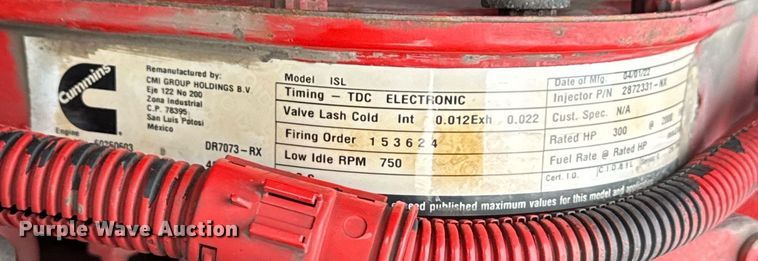 Cummins
Remanufactured by:
CMI GROUP HOLDINGS B.V
Eje 122 No 200
Zona Industrial
C.P. 78395
San Luis Potosi
México
Engine
DR7073-RX
Model ISL
Timing - TDC ELECTRONIC
Valve Lash Cold Int 0.012 Exh 0.022
Firing Order 1 5 3 6 2 4
Low Idle RPM 750
Date of Mfg 04/01/22
Injector P/N 2872331-NX
Cust. Spec. N/A
Rated HP 300 @ 2000
Fuel Rate @ Rated HP
Cert. I.D.
published maximum values for this model and
Purple Wave Auction